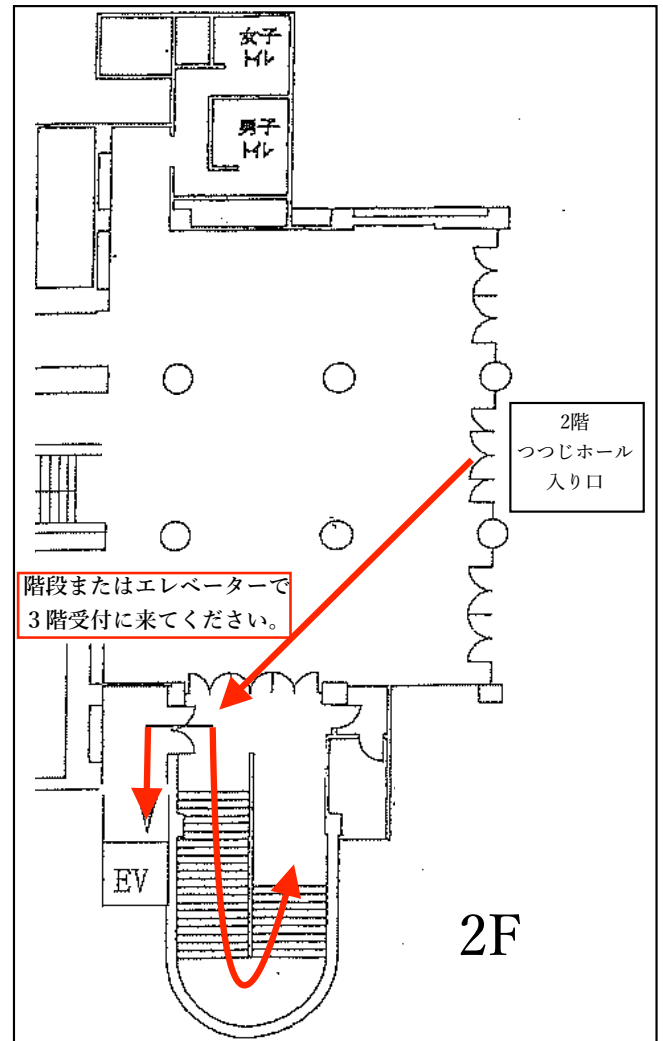 女子
トイレ
男子
トイレ
2階
つつじホール
入り口
階段またはエレベーターで
３階受付に来てください。
EV
2F